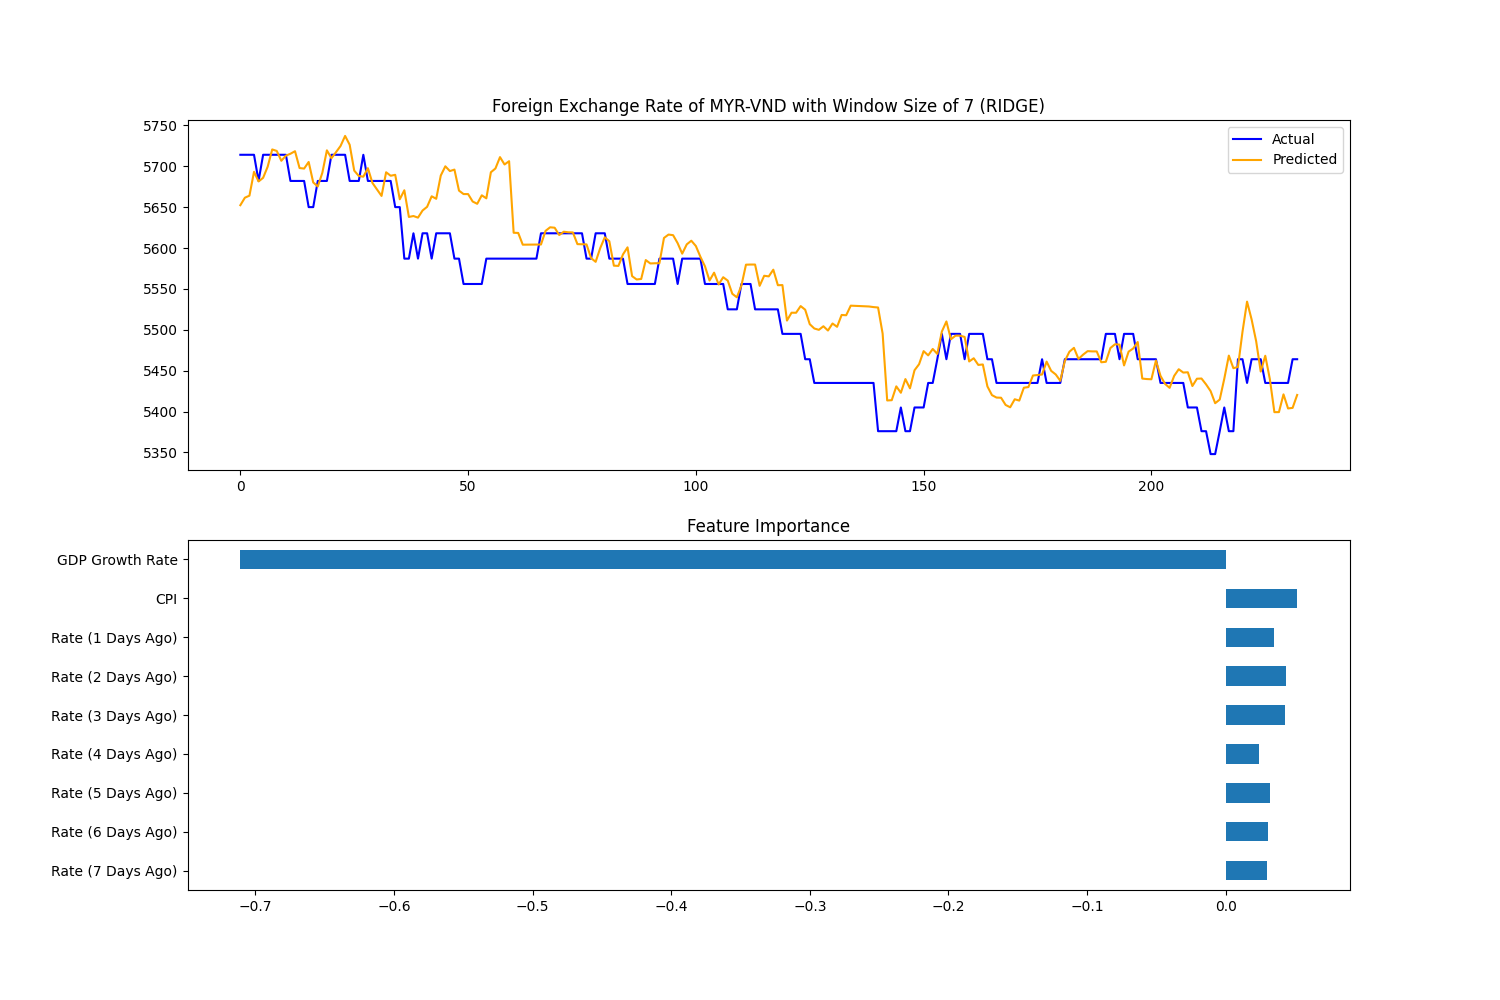 Foreign Exchange Rate of MYR-VND with Window Size of 7 (RIDGE)
5750
5700
5650
5600
5550
5500
5450
5400
5350
Actual
Predicted
0 50 100 150 200
Feature Importance
GDP Growth Rate
CPI
Rate (1 Days Ago)
Rate (2 Days Ago)
Rate (3 Days Ago)
Rate (4 Days Ago)
Rate (5 Days Ago)
Rate (6 Days Ago)
Rate (7 Days Ago)
−0.7 −0.6 −0.5 −0.4 −0.3 −0.2 −0.1 0.0